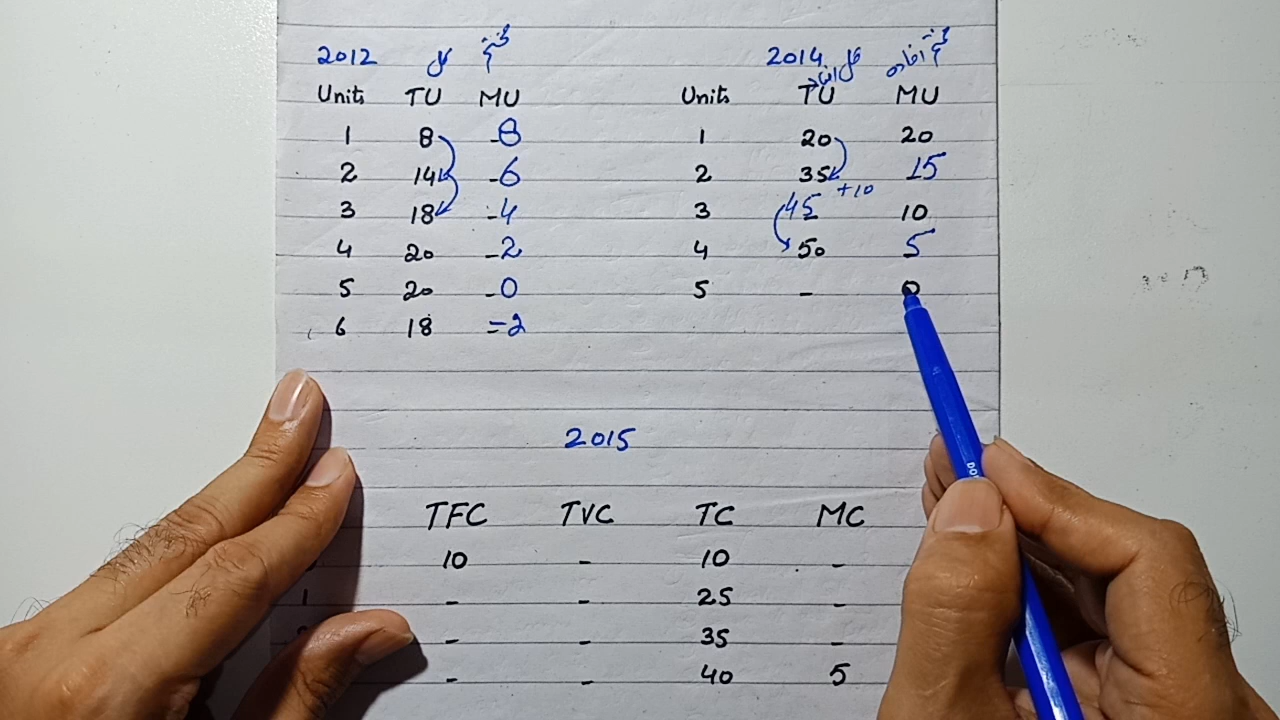 2012 کل مختتم 2014 کل افادہ مختتم افادہ
Units TU MU Units TU MU
1 8 -8 1 20 20
2 14 -6 2 35 15
+10
3 18 -4 3 45 10
4 20 -2 4 50 5
5 20 -0 5 - 0
6 18 =2
2015
TFC TVC TC MC
10 - 10 -
1 - - 25 -
- - 35 -
- - 40 5